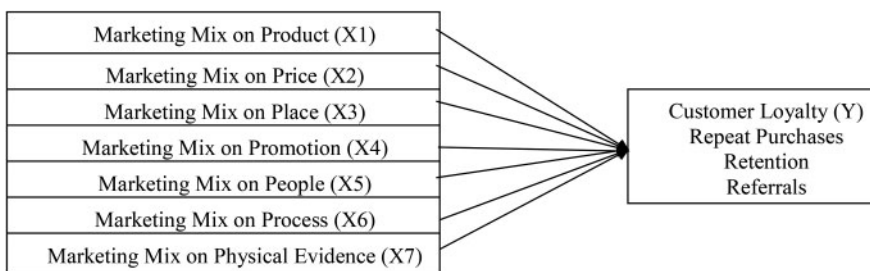 Marketing Mix on Product (X1)
Marketing Mix on Price (X2)
Marketing Mix on Place (X3)
Marketing Mix on Promotion (X4)
Marketing Mix on People (X5)
Marketing Mix on Process (X6)
Marketing Mix on Physical Evidence (X7)
Customer Loyalty (Y)
Repeat Purchases
Retention
Referrals